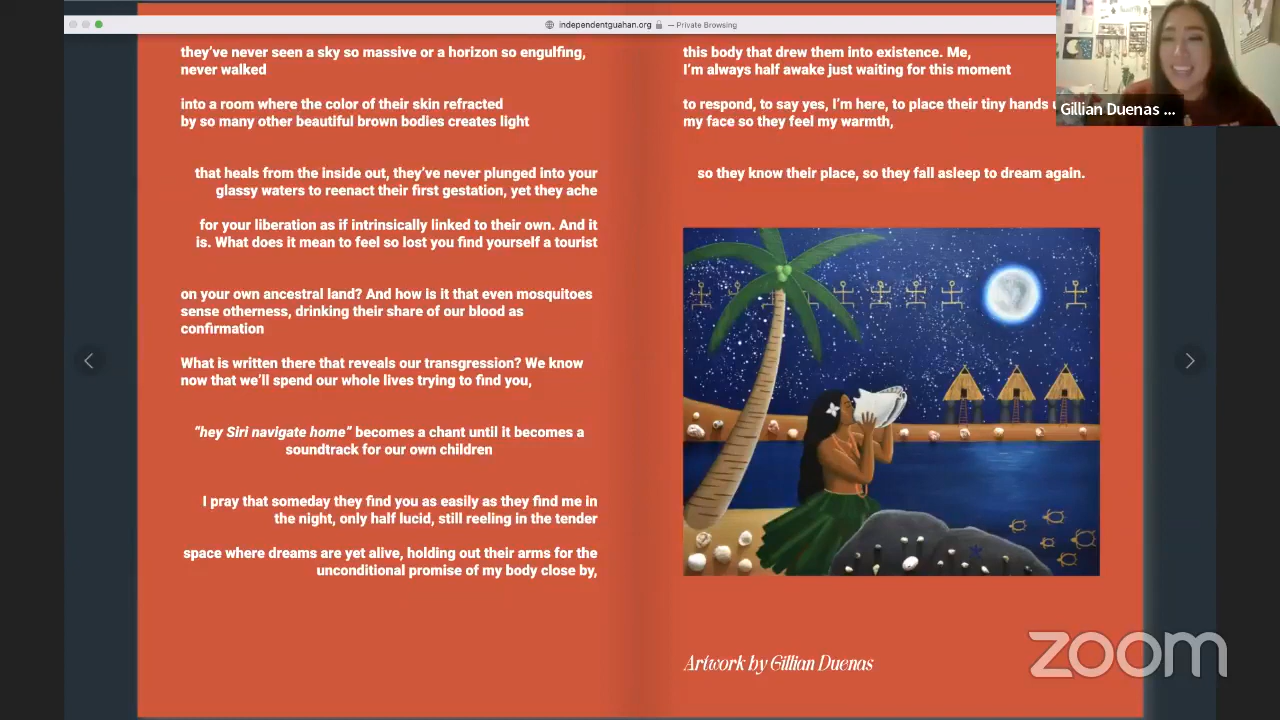 independentguahan.org — Private Browsing
they’ve never seen a sky so massive or a horizon so engulfing,
never walked
into a room where the color of their skin refracted
by so many other beautiful brown bodies creates light
that heals from the inside out, they’ve never plunged into your
glassy waters to reenact their first gestation, yet they ache
for your liberation as if intrinsically linked to their own. And it
is. What does it mean to feel so lost you find yourself a tourist
on your own ancestral land? And how is it that even mosquitoes
sense otherness, drinking their share of our blood as
confirmation
What is written there that reveals our transgression? We know
now that we’ll spend our whole lives trying to find you,
“hey Siri navigate home” becomes a chant until it becomes a
soundtrack for our own children
I pray that someday they find you as easily as they find me in
the night, only half lucid, still reeling in the tender
space where dreams are yet alive, holding out their arms for the
unconditional promise of my body close by,
this body that drew them into existence. Me,
I’m always half awake just waiting for this moment
to respond, to say yes, I’m here, to place their tiny hands
my face so they feel my warmth,
so they know their place, so they fall asleep to dream again.
Artwork by Gillian Duenas
Gillian Duenas ...
zoom